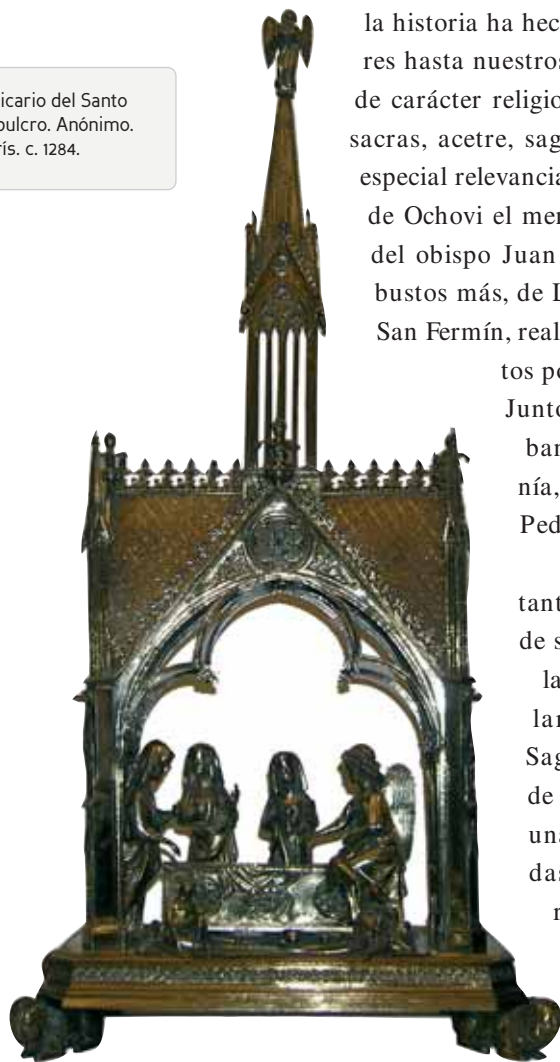 icario del Santo
pulcro. Anónimo.
rís. c. 1284.
la historia ha hec
res hasta nuestros
de carácter religio
sacras, acetre, sag
especial relevancia
de Ochovi el mer
del obispo Juan
bustos más, de
San Fermín, real
tos po
Junto
ban
nía,
Ped
tant
de s
la
lar
Sag
de
una
das